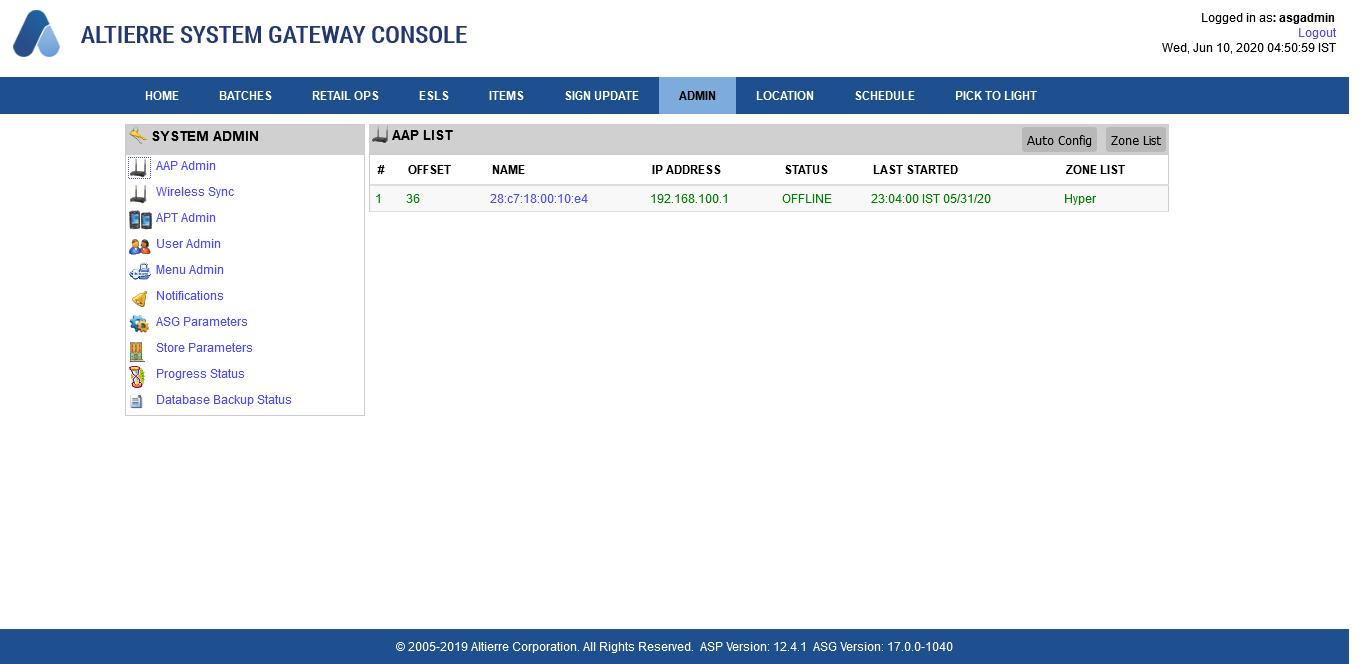 ALTIERRE SYSTEM GATEWAY CONSOLE
Logged in as: asgadmin
Logout
Wed, Jun 10, 2020 04:50:59 IST
HOME BATCHES RETAIL OPS ESLS ITEMS SIGN UPDATE ADMIN LOCATION SCHEDULE PICK TO LIGHT
SYSTEM ADMIN
AAP Admin
Wireless Sync
APT Admin
User Admin
Menu Admin
Notifications
ASG Parameters
Store Parameters
Progress Status
Database Backup Status
AAP LIST Auto Config Zone List
# OFFSET NAME IP ADDRESS STATUS LAST STARTED ZONE LIST
1 36 28:c7:18:00:10:e4 192.168.100.1 OFFLINE 23:04:00 IST 05/31/20 Hyper
© 2005-2019 Altierre Corporation. All Rights Reserved. ASP Version: 12.4.1 ASG Version: 17.0.0-1040